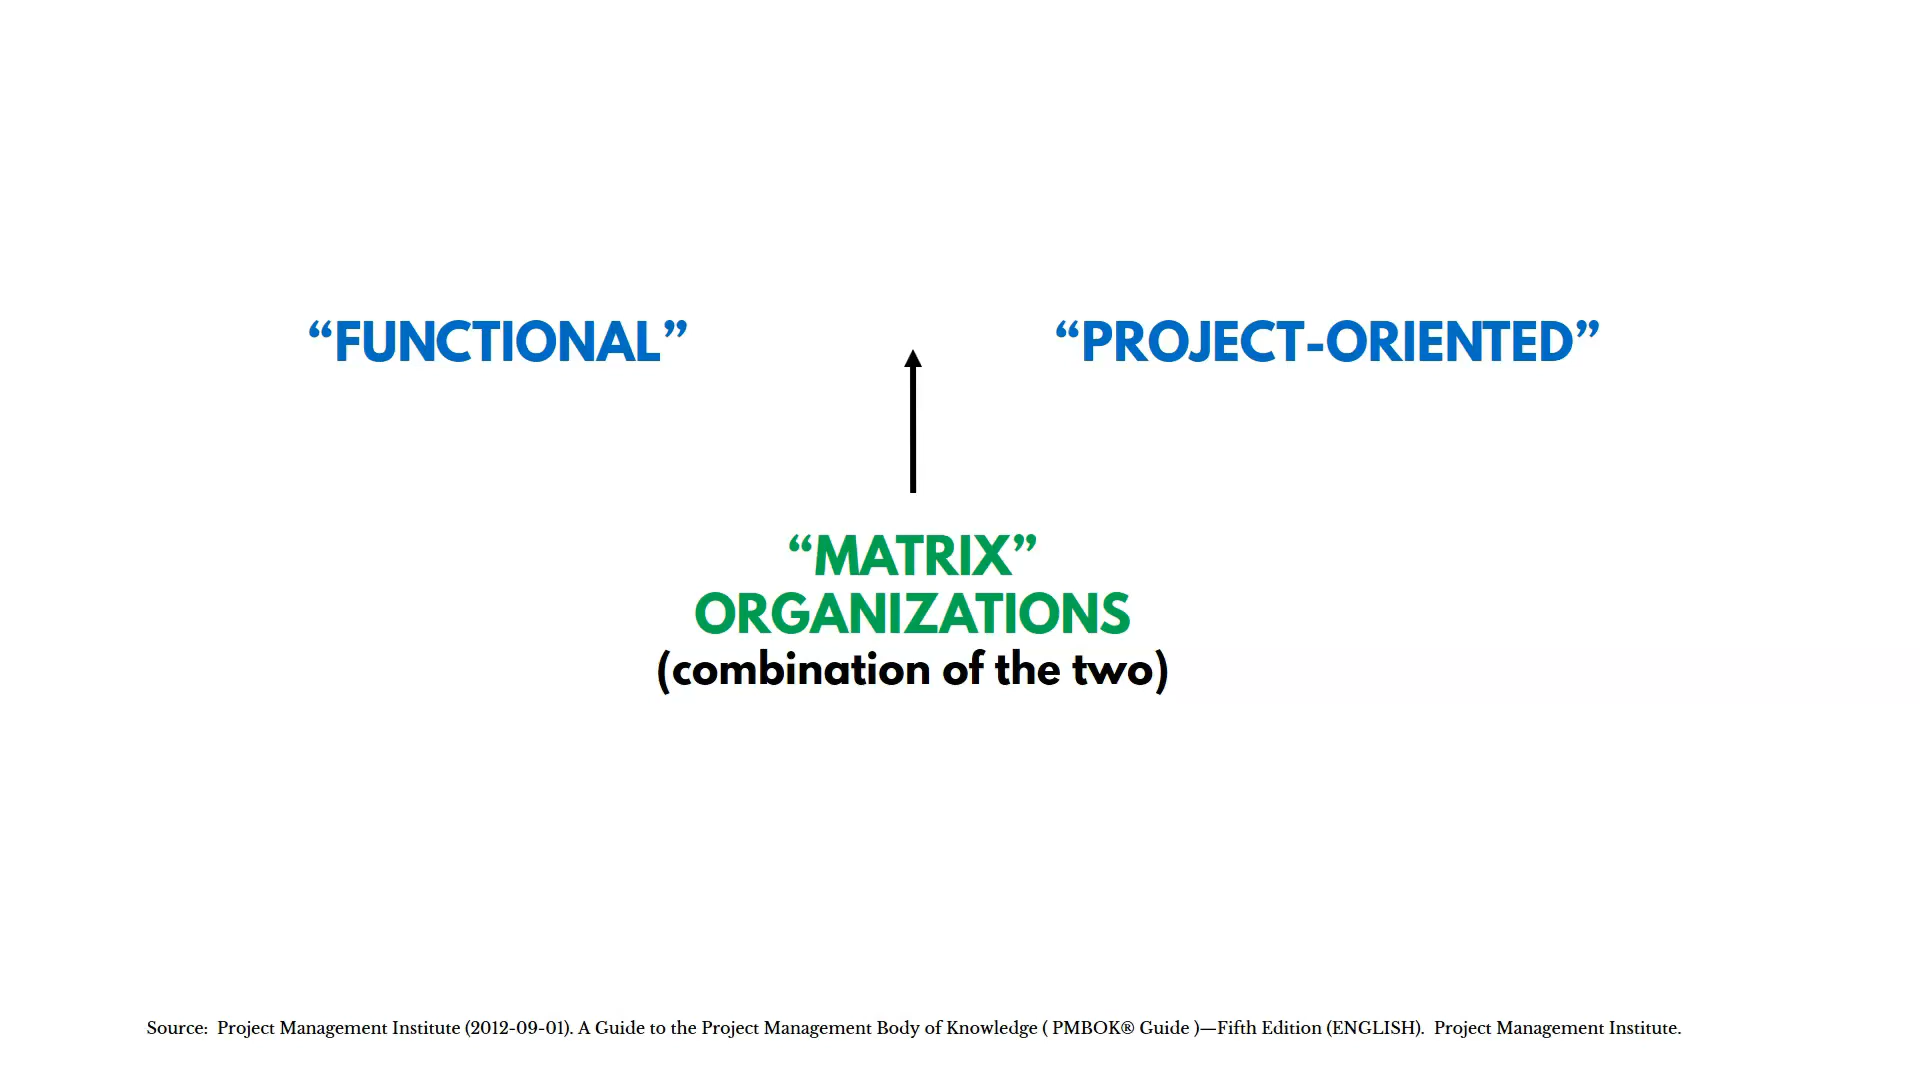 “FUNCTIONAL”
“PROJECT-ORIENTED”
“MATRIX”
ORGANIZATIONS
(combination of the two)
Source:  Project Management Institute (2012-09-01). A Guide to the Project Management Body of Knowledge ( PMBOK® Guide )—Fifth Edition (ENGLISH).  Project Management Institute.